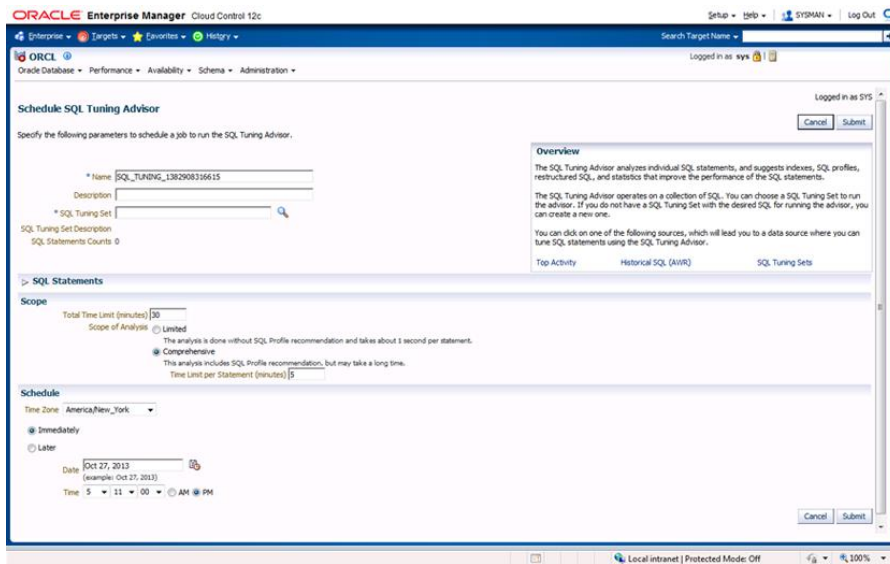 ORACLE Enterprise Manager Cloud Control 12c
Setup Help SYSMAN Log Out
Enterprise Targets Favorites History Search Target Name
ORCL
Logged in as sys
Oracle Database Performance Availability Schema Administration
Logged in as SYS
Schedule SQL Tuning Advisor
Cancel Submit
Specify the following parameters to schedule a job to run the SQL Tuning Advisor.
* Name SQL_TUNING_1382908316615
Description
* SQL Tuning Set
SQL Tuning Set Description
SQL Statements Counts 0
Overview
The SQL Tuning Advisor analyzes individual SQL statements, and suggests indexes, SQL profiles,
restructured SQL, and statistics that improve the performance of the SQL statements.
The SQL Tuning Advisor operates on a collection of SQL. You can choose a SQL Tuning Set to run
the advisor. If you do not have a SQL Tuning Set with the desired SQL for running the advisor, you
can create a new one.
You can click on one of the following sources, which will lead you to a data source where you can
tune SQL statements using the SQL Tuning Advisor.
Top Activity Historical SQL (AWR) SQL Tuning Sets
SQL Statements
Scope
Total Time Limit (minutes) 30
Scope of Analysis Limited
The analysis is done without SQL Profile recommendation and takes about 1 second per statement.
Comprehensive
This analysis includes SQL Profile recommendation, but may take a long time.
Time Limit per Statement (minutes) 5
Schedule
Time Zone America/New_York
Immediately
Later
Date Oct 27, 2013
(example: Oct 27, 2013)
Time 5 11 00 AM PM
Cancel Submit
Local intranet | Protected Mode: Off 100%